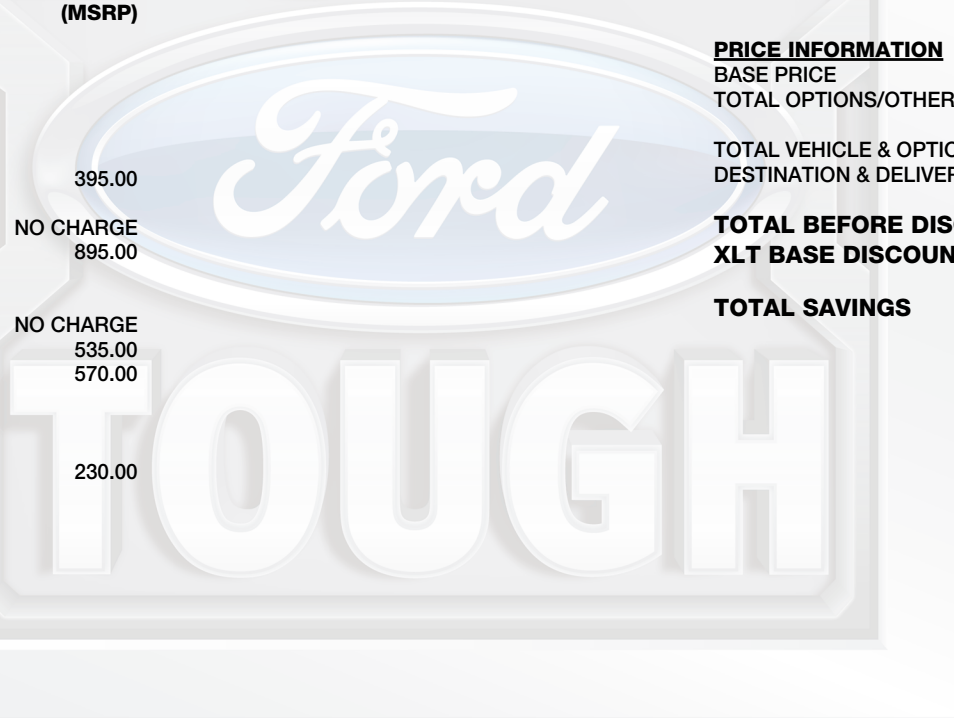 (MSRP)
395.00
NO CHARGE
895.00
NO CHARGE
535.00
570.00
230.00
PRICE INFORMATION
BASE PRICE
TOTAL OPTIONS/OTHER
TOTAL VEHICLE & OPTIO
DESTINATION & DELIVER
TOTAL BEFORE DIS
XLT BASE DISCOUN
TOTAL SAVINGS
Ford
TOUGH